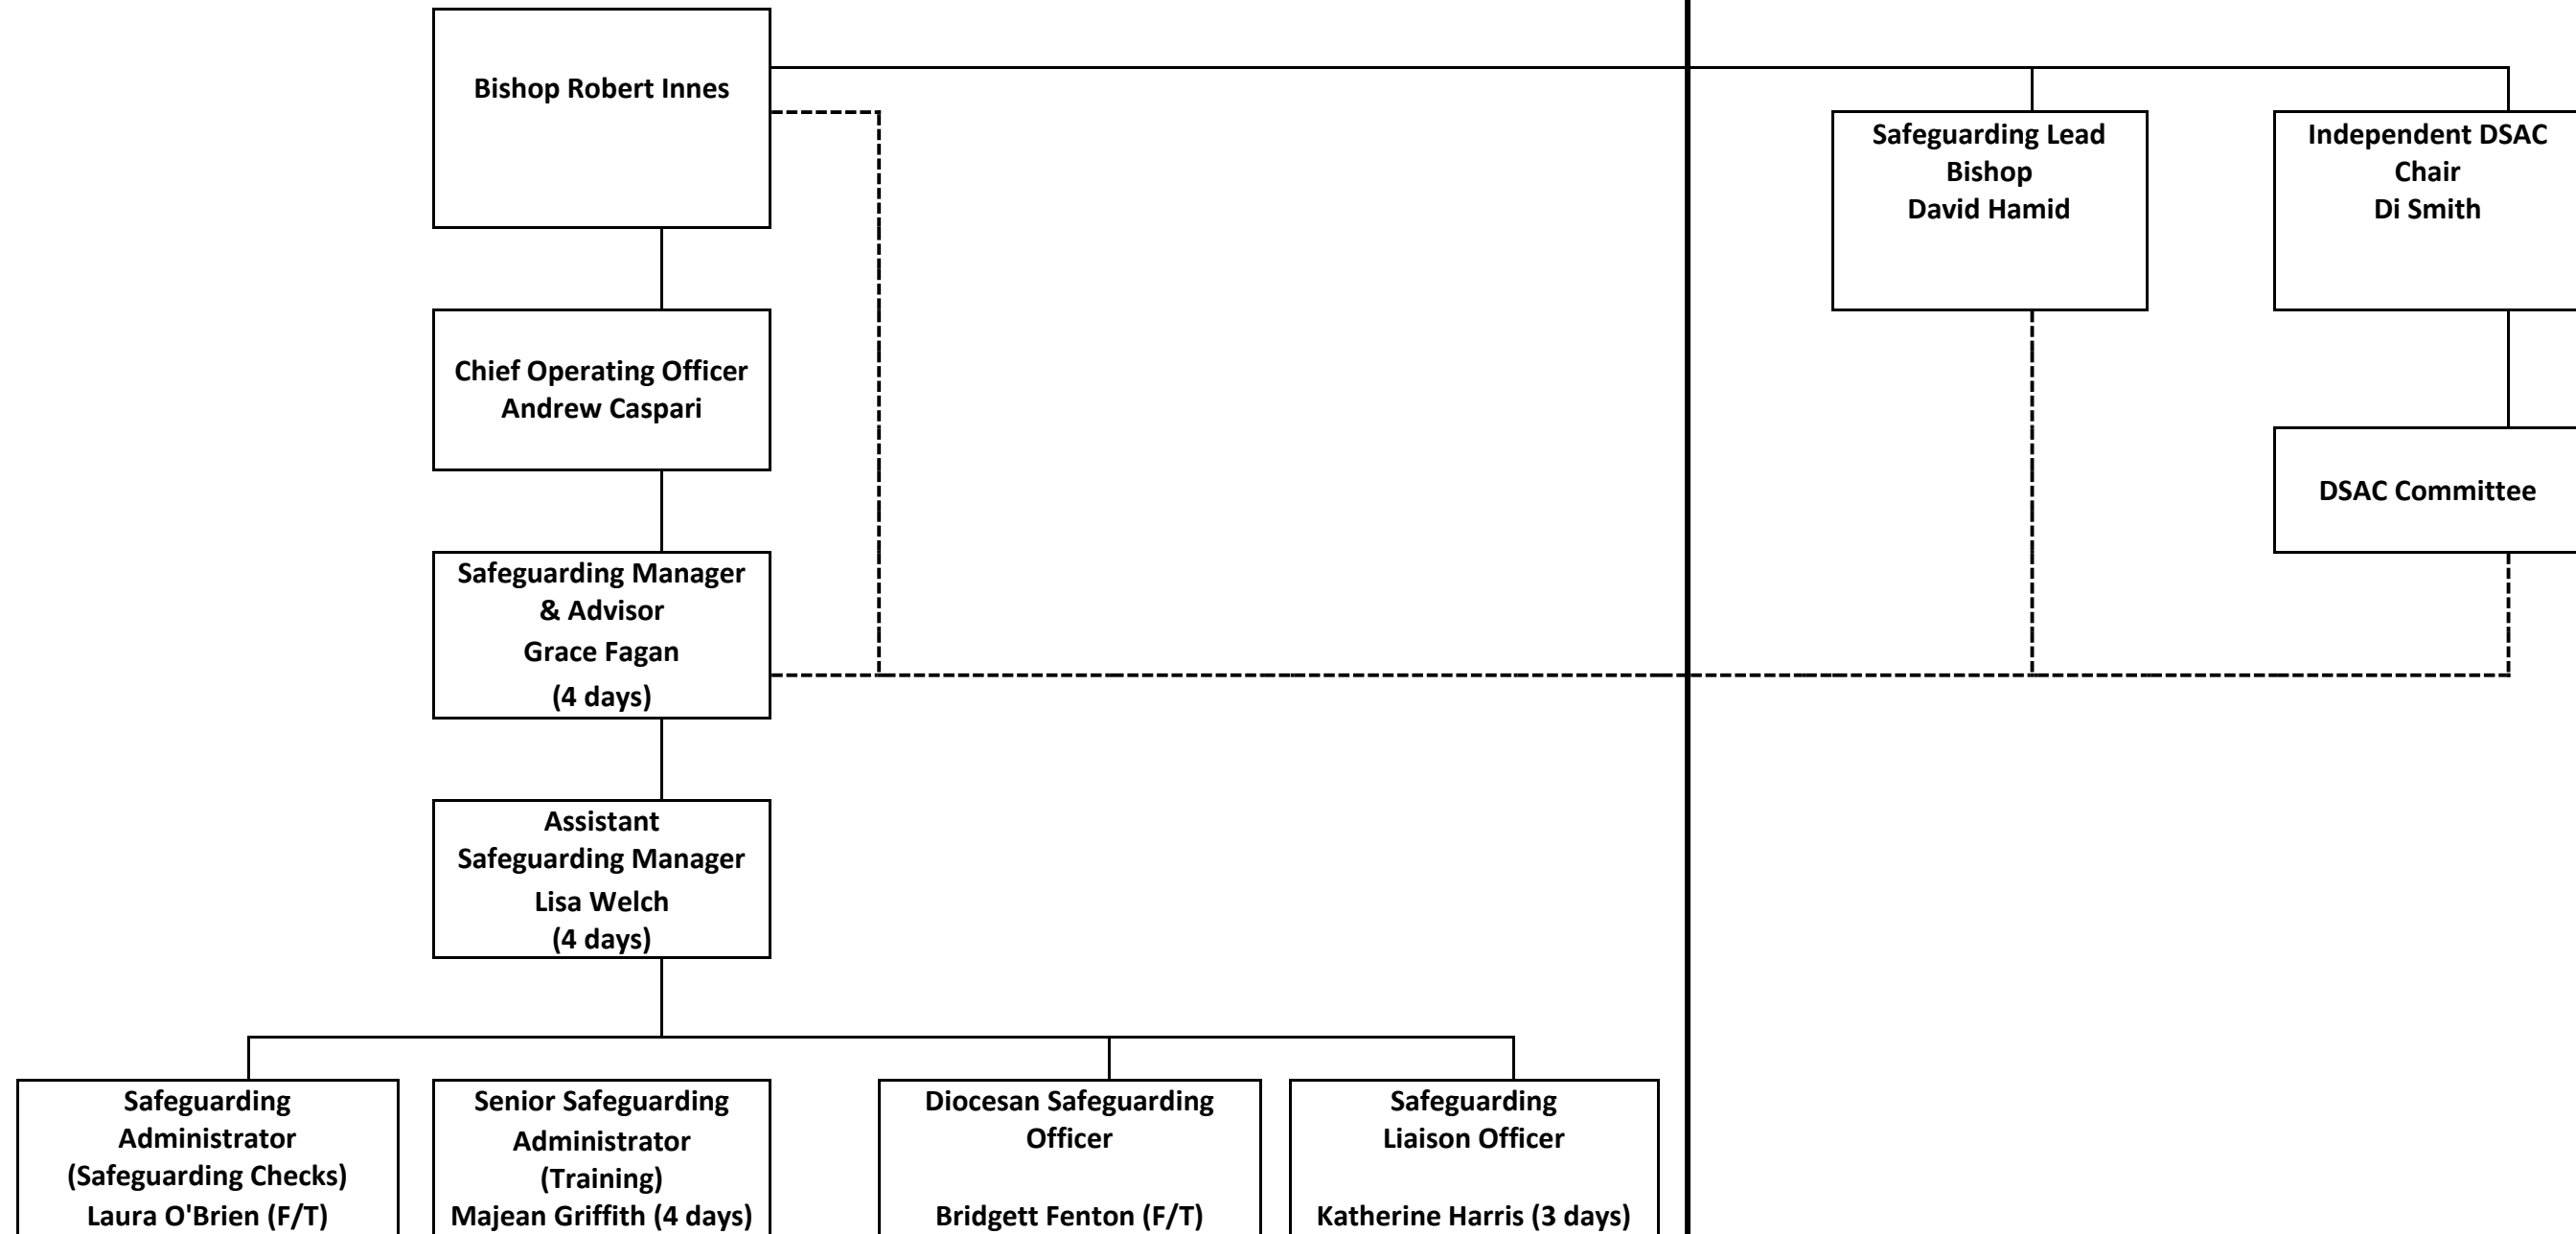 Bishop Robert Innes
Safeguarding Lead
Bishop
David Hamid
Independent DSAC
Chair
Di Smith
Chief Operating Officer
Andrew Caspari
DSAC Committee
Safeguarding Manager
& Advisor
Grace Fagan
(4 days)
Assistant
Safeguarding Manager
Lisa Welch
(4 days)
Safeguarding
Administrator
(Safeguarding Checks)
Laura O'Brien (F/T)
Senior Safeguarding
Administrator
(Training)
Majean Griffith (4 days)
Diocesan Safeguarding
Officer
Bridgett Fenton (F/T)
Safeguarding
Liaison Officer
Katherine Harris (3 days)